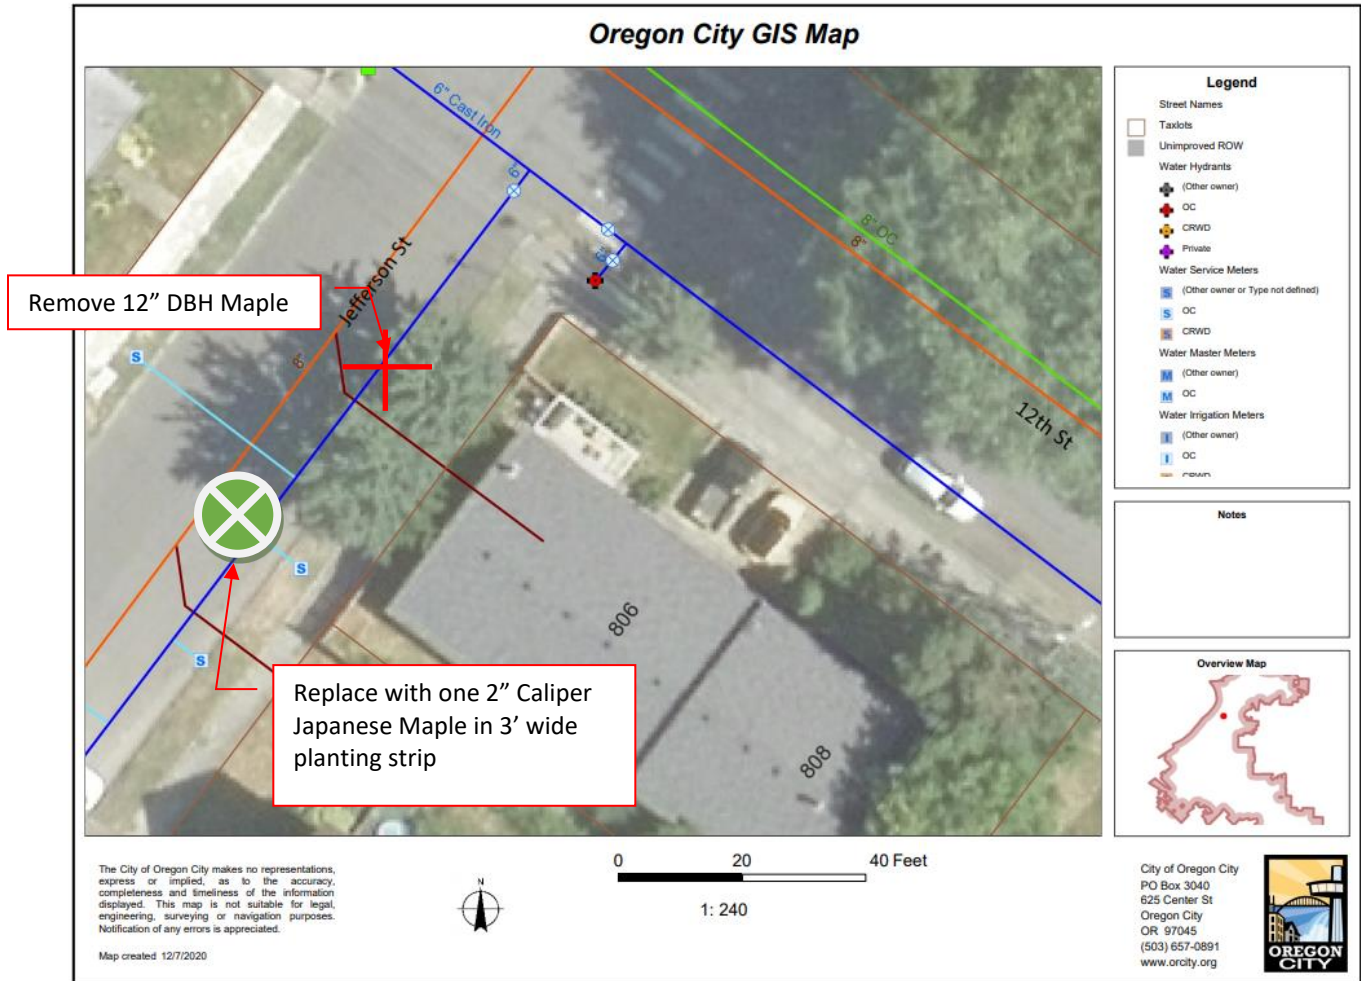 Oregon City GIS Map
6" Cast Iron
6"
6"
8" OC
8"
Jefferson St
8"
12th St
Remove 12” DBH Maple
S
S
S
806
808
Replace with one 2” Caliper
Japanese Maple in 3’ wide
planting strip
Legend
Street Names
Taxlots
Unimproved ROW
Water Hydrants
(Other owner)
OC
CRWD
Private
Water Service Meters
S (Other owner or Type not defined)
S OC
S CRWD
Water Master Meters
M (Other owner)
M OC
Water Irrigation Meters
I (Other owner)
I OC
CRWD
Notes
Overview Map
The City of Oregon City makes no representations,
express or implied, as to the accuracy,
completeness and timeliness of the information
displayed. This map is not suitable for legal,
engineering, surveying or navigation purposes.
Notification of any errors is appreciated.
Map created 12/7/2020
N
0 20 40 Feet
1: 240
City of Oregon City
PO Box 3040
625 Center St
Oregon City
OR 97045
(503) 657-0891
www.orcity.org
OREGON
CITY